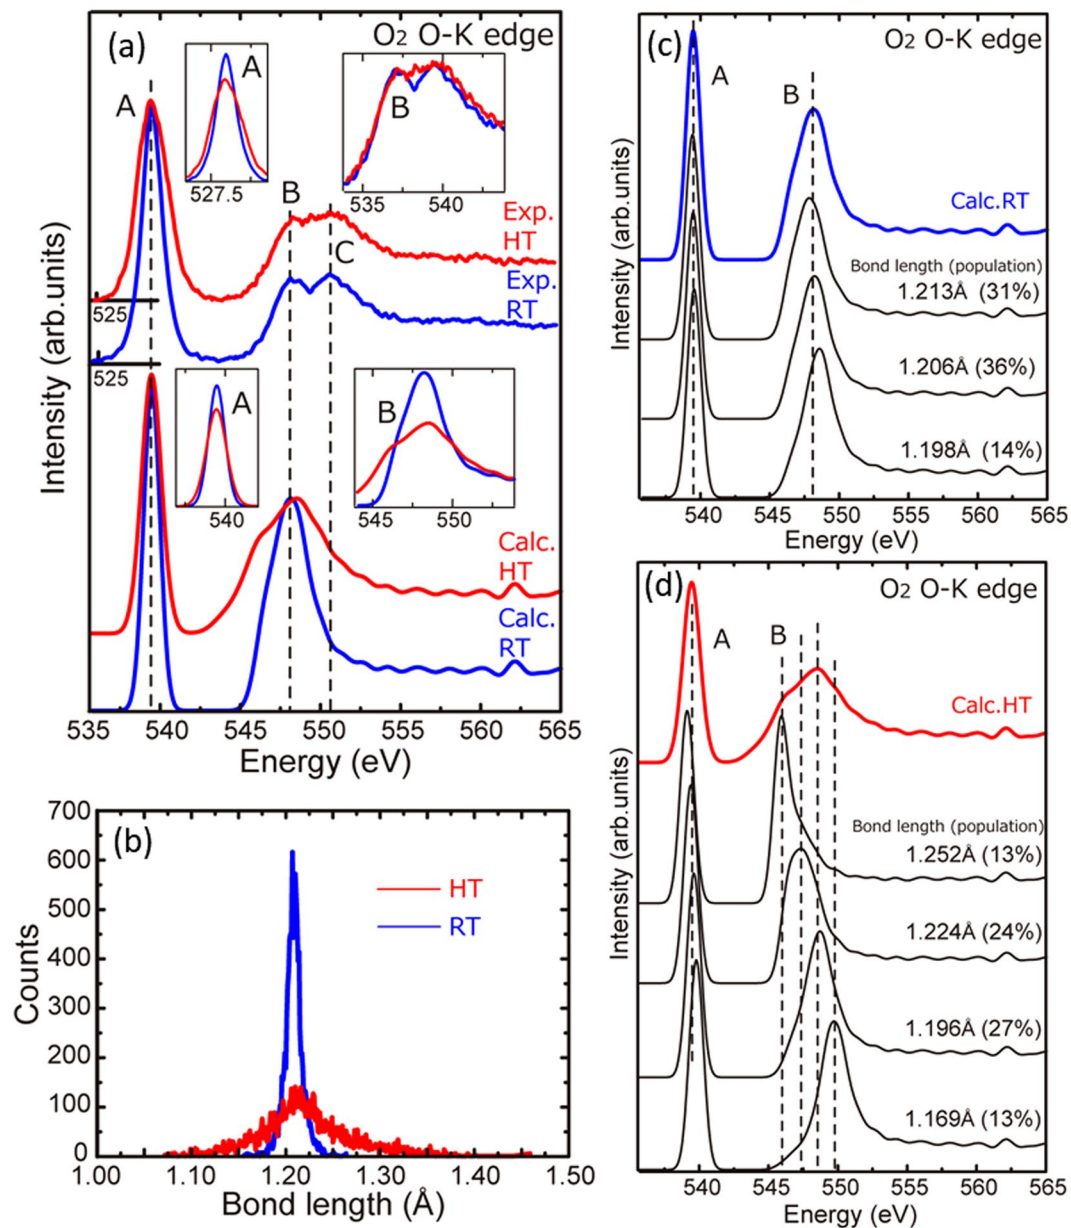 (a)
O2 O-K edge
A
A
527.5
B
535 540
B
Exp.
HT
C
Exp.
RT
525
525
A
540
B
545 550
Calc.
HT
Calc.
RT
Intensity (arb.units)
535 540 545 550 555 560 565
Energy (eV)
(b)
700
600
500
400
300
200
100
0
Counts
HT
RT
1.00 1.10 1.20 1.30 1.40 1.50
Bond length (Å)
(c)
O2 O-K edge
A
B
Calc.RT
Bond length (population)
1.213Å (31%)
1.206Å (36%)
1.198Å (14%)
Intensity (arb.units)
540 545 550 555 560 565
Energy (eV)
(d)
O2 O-K edge
A
B
Calc.HT
Bond length (population)
1.252Å (13%)
1.224Å (24%)
1.196Å (27%)
1.169Å (13%)
Intensity (arb.units)
540 545 550 555 560 565
Energy (eV)